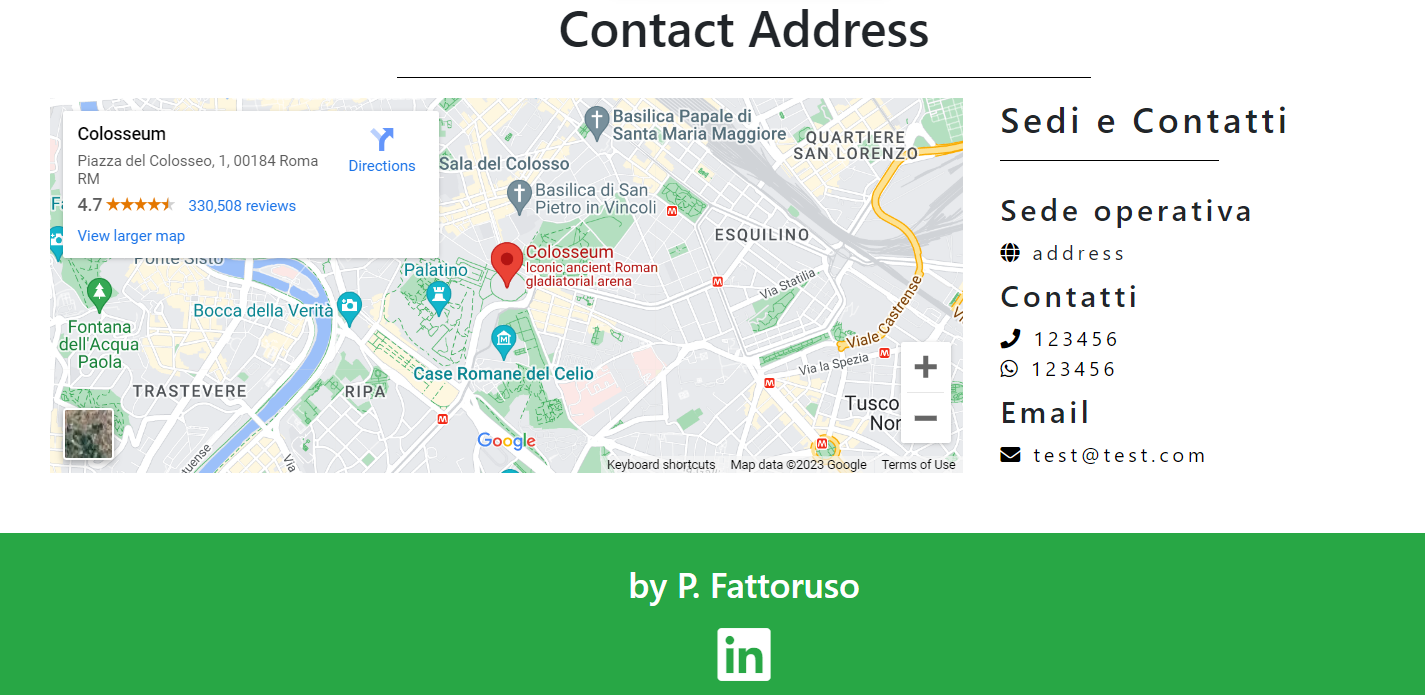 Contact Address
Colosseum
Piazza del Colosseo, 1, 00184 Roma
RM
4.7
330,508 reviews
View larger map
Directions
Basilica Papale di
Santa Maria Maggiore
QUARTIERE
SAN LORENZO
Sala del Colosso
Basilica di San
Pietro in Vincoli
M
ESQUILINO
Ponte Sisto
Colosseum
Iconic ancient Roman
gladiatorial arena
Palatino
M
Via Statilia
Bocca della Verità
Fontana
dell'Acqua
Paola
Viale Castrense
Via la Spezia
M
Case Romane del Celio
M
TRASTEVERE
RIPA
Tusco
Nor
M
M
Google
Via
Keyboard shortcuts
Map data ©2023 Google
Terms of Use
Sedi e Contatti
Sede operativa
address
Contatti
123456
123456
Email
test@test.com
by P. Fattoruso
in